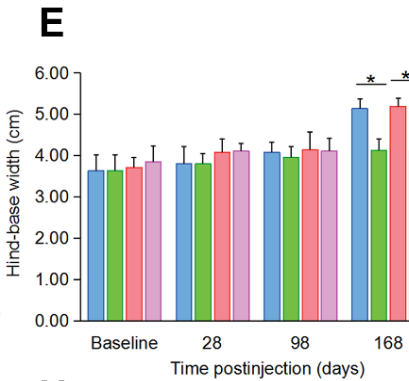 E
6.00
5.00
4.00
3.00
2.00
1.00
0.00
Hind-base width (cm)
* *
Baseline 28 98 168
Time postinjection (days)